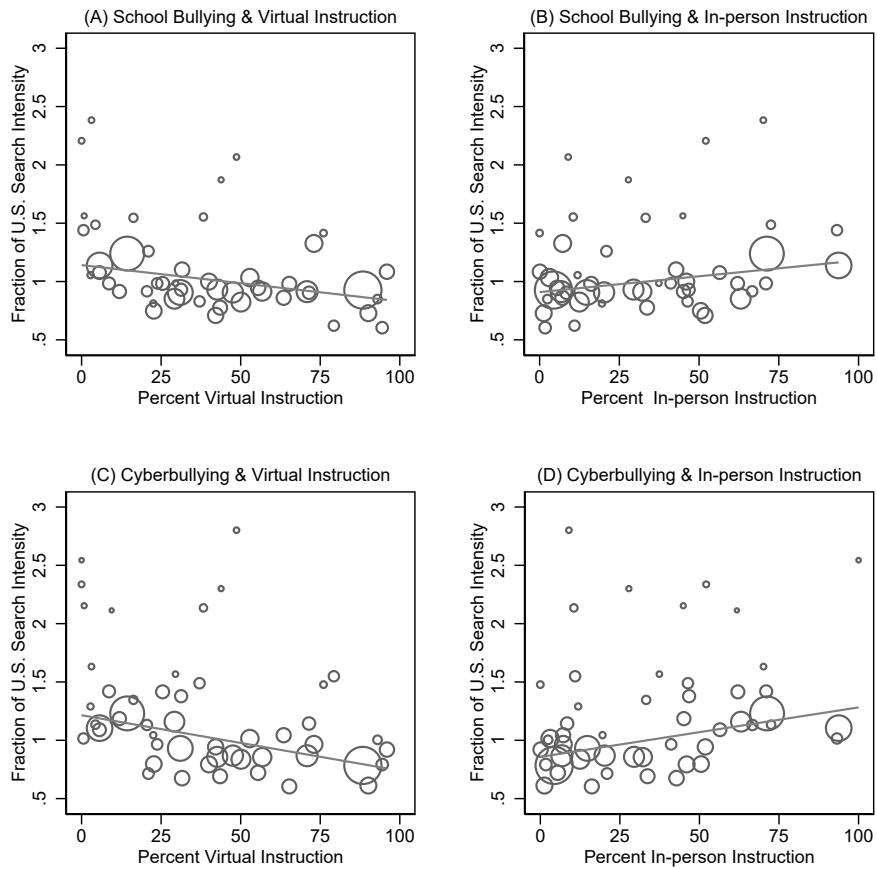 (A) School Bullying & Virtual Instruction
Fraction of U.S. Search Intensity
3
2.5
2
1.5
1
.5
0 25 50 75 100
Percent Virtual Instruction
(B) School Bullying & In-person Instruction
Fraction of U.S. Search Intensity
3
2.5
2
1.5
1
.5
0 25 50 75 100
Percent  In-person Instruction
(C) Cyberbullying & Virtual Instruction
Fraction of U.S. Search Intensity
3
2.5
2
1.5
1
.5
0 25 50 75 100
Percent Virtual Instruction
(D) Cyberbullying & In-person Instruction
Fraction of U.S. Search Intensity
3
2.5
2
1.5
1
.5
0 25 50 75 100
Percent In-person Instruction